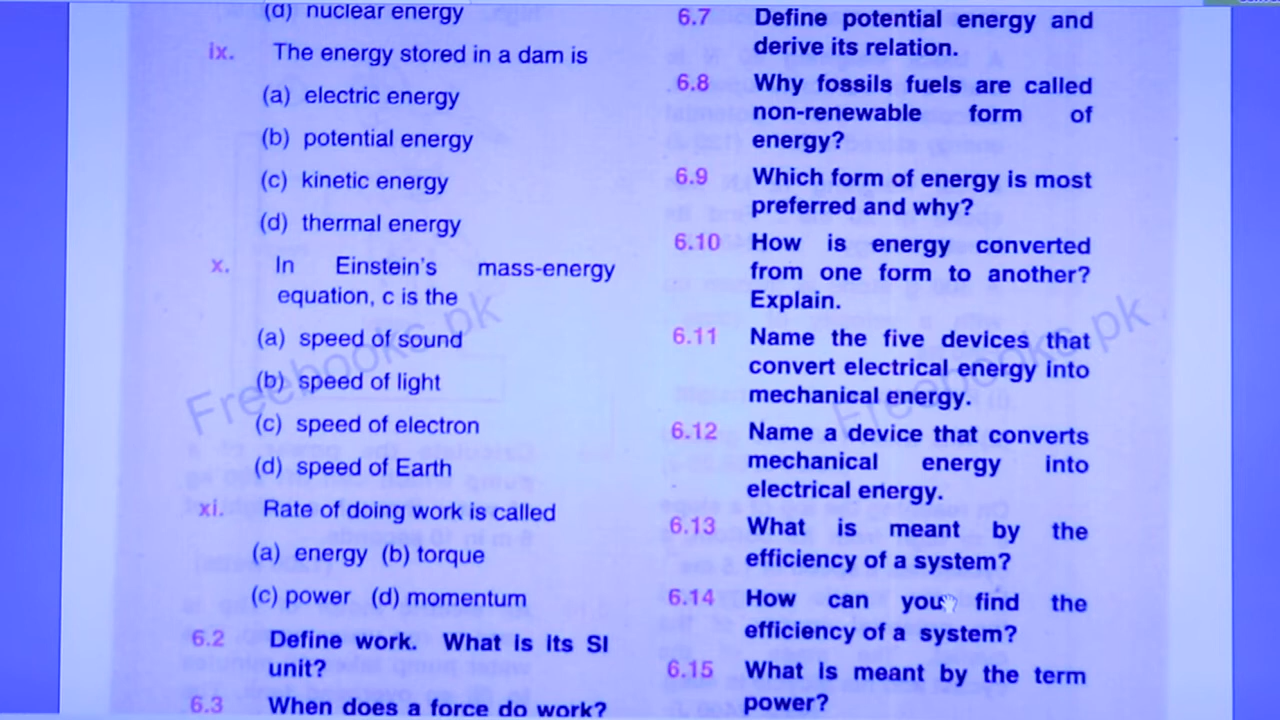 (d) nuclear energy
ix. The energy stored in a dam is
(a) electric energy
(b) potential energy
(c) kinetic energy
(d) thermal energy
x. In Einstein's mass-energy
equation, c is the
(a) speed of sound
(b) speed of light
(c) speed of electron
(d) speed of Earth
xi. Rate of doing work is called
(a) energy (b) torque
(c) power (d) momentum
6.2 Define work. What is its SI
unit?
6.3 When does a force do work?
6.7 Define potential energy and
derive its relation.
6.8 Why fossils fuels are called
non-renewable form of
energy?
6.9 Which form of energy is most
preferred and why?
6.10 How is energy converted
from one form to another?
Explain.
6.11 Name the five devices that
convert electrical energy into
mechanical energy.
6.12 Name a device that converts
mechanical energy into
electrical energy.
6.13 What is meant by the
efficiency of a system?
6.14 How can you find the
efficiency of a system?
6.15 What is meant by the term
power?
Freebooks.pk
Freebooks.pk